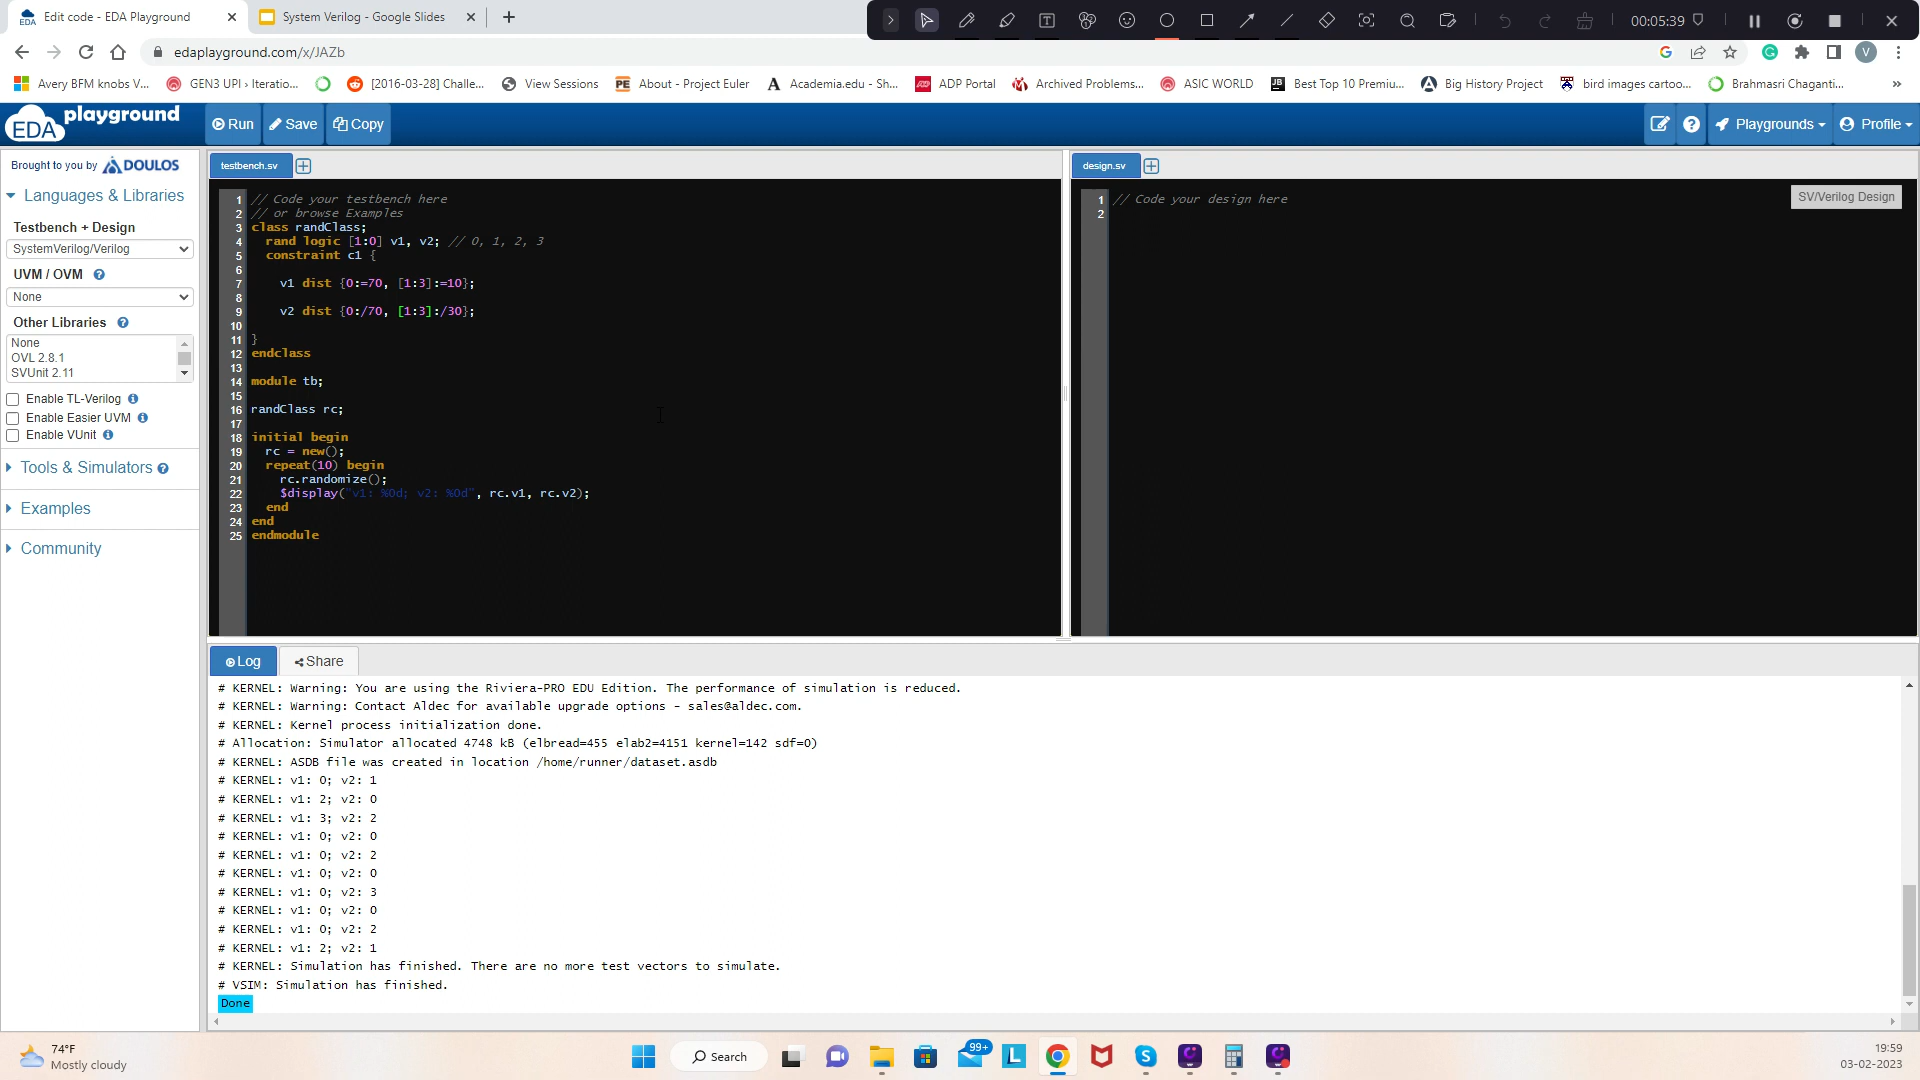 Edit code - EDA Playground
System Verilog - Google Slides
00:05:39
edaplayground.com/x/JAZb
V
Avery BFM knobs V...
GEN3 UPI › Iteratio...
[2016-03-28] Challe...
View Sessions
PE About - Project Euler
A Academia.edu - Sh...
ADP Portal
Archived Problems...
ASIC WORLD
JB Best Top 10 Premiu...
Big History Project
bird images cartoo...
Brahmasri Chaganti...
»
EDA playground
Run
Save
Copy
Playgrounds
Profile
Brought to you by DOULOS
Languages & Libraries
Testbench + Design
SystemVerilog/Verilog
UVM / OVM
None
Other Libraries
None
OVL 2.8.1
SVUnit 2.11
Enable TL-Verilog
Enable Easier UVM
Enable VUnit
Tools & Simulators
Examples
Community
testbench.sv
1 // Code your testbench here
2 // or browse Examples
3 class randClass;
4 rand logic [1:0] v1, v2; // 0, 1, 2, 3
5 constraint c1 {
6
7 v1 dist {0:=70, [1:3]:=10};
8
9 v2 dist {0:/70, [1:3]:/30};
10
11 }
12 endclass
13
14 module tb;
15
16 randClass rc;
17
18 initial begin
19 rc = new();
20 repeat(10) begin
21 rc.randomize();
22 $display("v1: %0d; v2: %0d", rc.v1, rc.v2);
23 end
24 end
25 endmodule
design.sv
1 // Code your design here
2
SV/Verilog Design
Log
Share
# KERNEL: Warning: You are using the Riviera-PRO EDU Edition. The performance of simulation is reduced.
# KERNEL: Warning: Contact Aldec for available upgrade options - sales@aldec.com.
# KERNEL: Kernel process initialization done.
# Allocation: Simulator allocated 4748 kB (elbread=455 elab2=4151 kernel=142 sdf=0)
# KERNEL: ASDB file was created in location /home/runner/dataset.asdb
# KERNEL: v1: 0; v2: 1
# KERNEL: v1: 2; v2: 0
# KERNEL: v1: 3; v2: 2
# KERNEL: v1: 0; v2: 0
# KERNEL: v1: 0; v2: 2
# KERNEL: v1: 0; v2: 0
# KERNEL: v1: 0; v2: 3
# KERNEL: v1: 0; v2: 0
# KERNEL: v1: 0; v2: 2
# KERNEL: v1: 2; v2: 1
# KERNEL: Simulation has finished. There are no more test vectors to simulate.
# VSIM: Simulation has finished.
Done
74°F
Mostly cloudy
Search
99+
19:59
03-02-2023